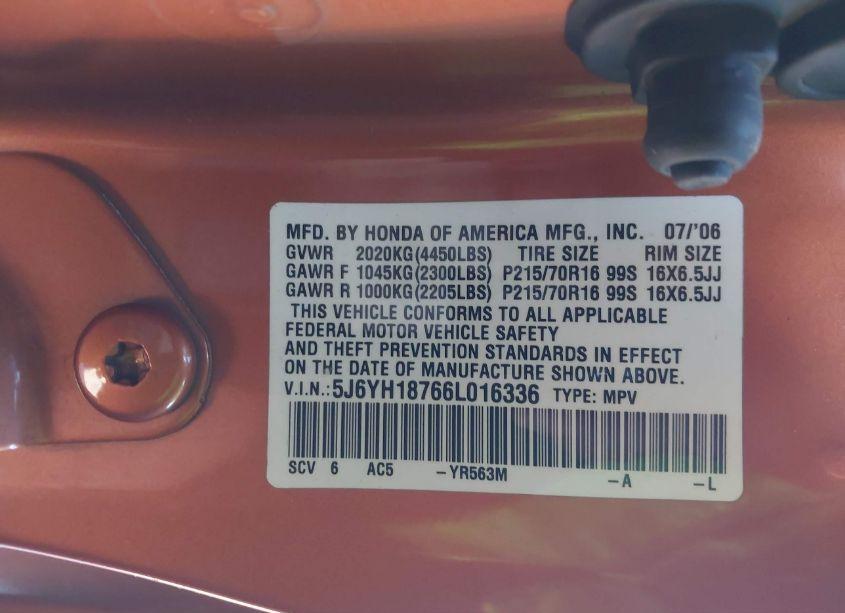 MFD. BY HONDA OF AMERICA MFG., INC. 07/'06
GVWR 2020KG(4450LBS) TIRE SIZE RIM SIZE
GAWR F 1045KG(2300LBS) P215/70R16 99S 16X6.5JJ
GAWR R 1000KG(2205LBS) P215/70R16 99S 16X6.5JJ
THIS VEHICLE CONFORMS TO ALL APPLICABLE
FEDERAL MOTOR VEHICLE SAFETY
AND THEFT PREVENTION STANDARDS IN EFFECT
ON THE DATE OF MANUFACTURE SHOWN ABOVE.
V.I.N.: 5J6YH18766L016336 TYPE: MPV
SCV 6 AC5 -YR563M -A -L